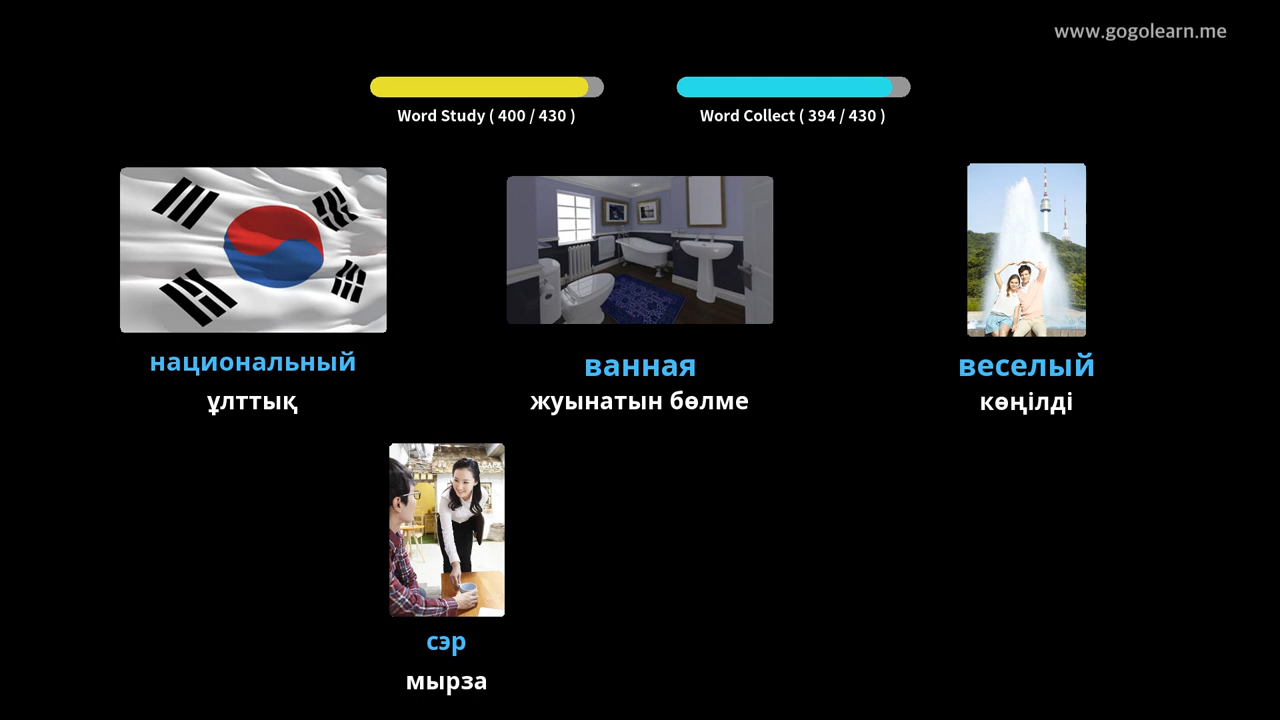 www.gogolearn.me
Word Study ( 400 / 430 )
Word Collect ( 394 / 430 )
национальный
ұлттық
ванная
жуынатын бөлме
веселый
көңілді
сэр
мырза